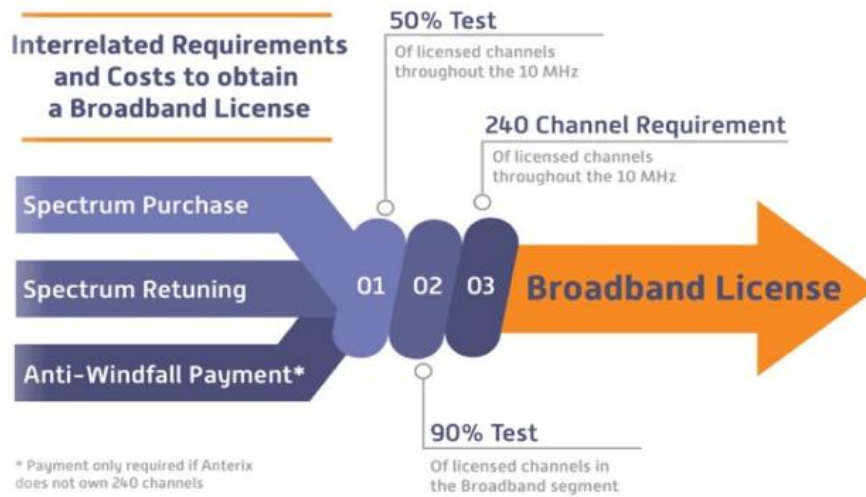 Interrelated Requirements
and Costs to obtain
a Broadband License
50% Test
Of licensed channels
throughout the 10 MHz
240 Channel Requirement
Of licensed channels
throughout the 10 MHz
Spectrum Purchase
Spectrum Retuning
Anti-Windfall Payment*
01
02
03
Broadband License
90% Test
Of licensed channels in
the Broadband segment
* Payment only required if Anterix
does not own 240 channels